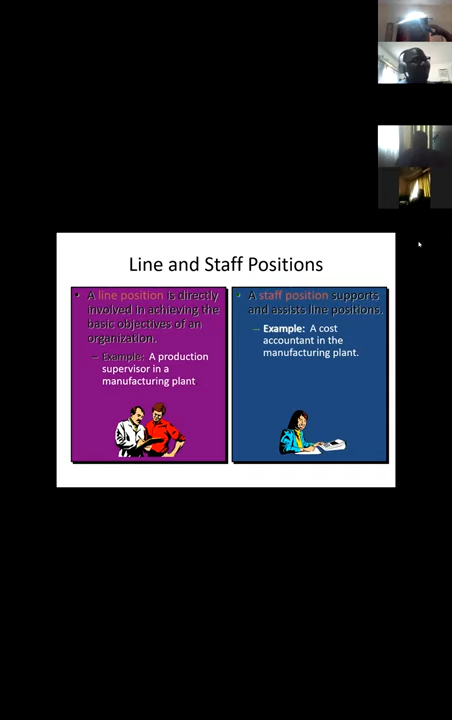 Line and Staff Positions
• A line position is directly
involved in achieving the
basic objectives of an
organization.
– Example: A production
supervisor in a
manufacturing plant
• A staff position supports
and assists line positions.
– Example: A cost
accountant in the
manufacturing plant.